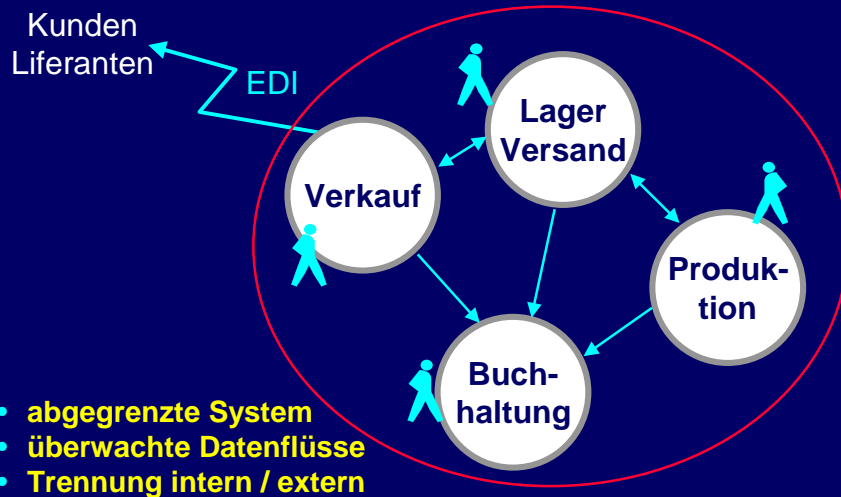 Kunden
Liferanten
EDI
Lager
Versand
Verkauf
Produk-
tion
Buch-
haltung
• abgegrenzte System
• überwachte Datenflüsse
• Trennung intern / extern